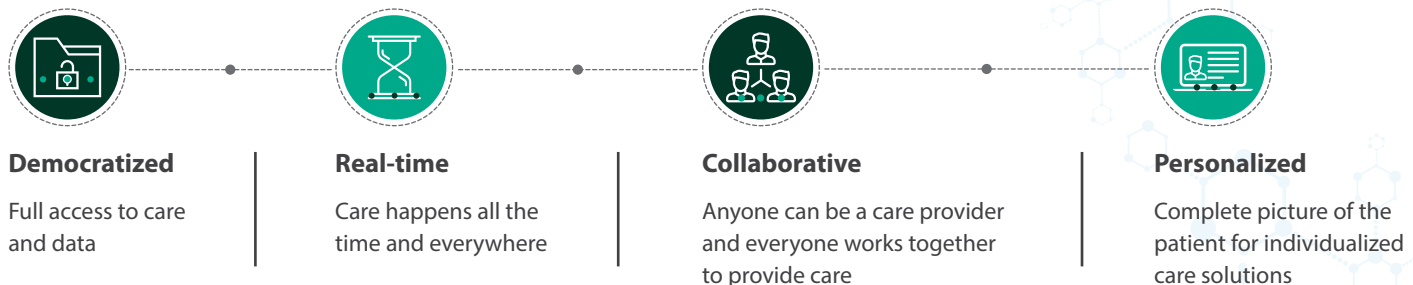 Democratized
Full access to care
and data
Real-time
Care happens all the
time and everywhere
Collaborative
Anyone can be a care provider
and everyone works together
to provide care
Personalized
Complete picture of the
patient for individualized
care solutions